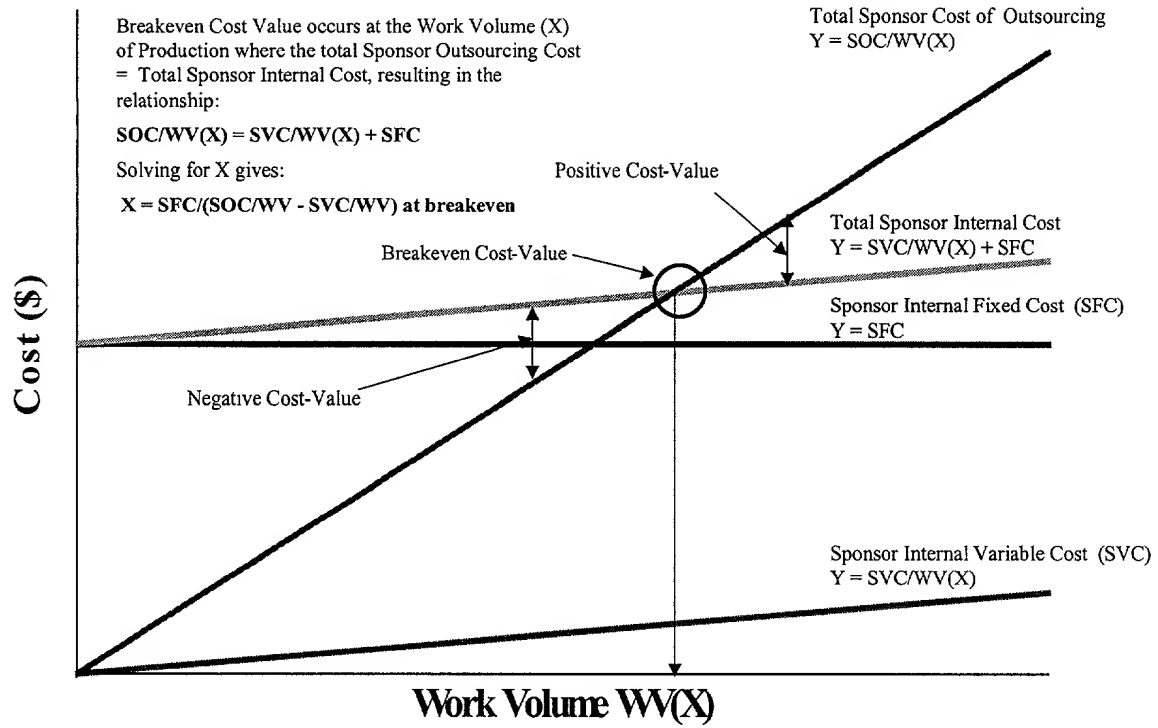 Breakeven Cost Value occurs at the Work Volume (X)
of Production where the total Sponsor Outsourcing Cost
= Total Sponsor Internal Cost, resulting in the
relationship:
SOC/WV(X) = SVC/WV(X) + SFC
Solving for X gives:
X = SFC/(SOC/WV - SVC/WV) at breakeven
Total Sponsor Cost of Outsourcing
Y = SOC/WV(X)
Positive Cost-Value
Total Sponsor Internal Cost
Y = SVC/WV(X) + SFC
Breakeven Cost-Value
Sponsor Internal Fixed Cost (SFC)
Y = SFC
Negative Cost-Value
Cost ($)
Sponsor Internal Variable Cost (SVC)
Y = SVC/WV(X)
Work Volume WV(X)